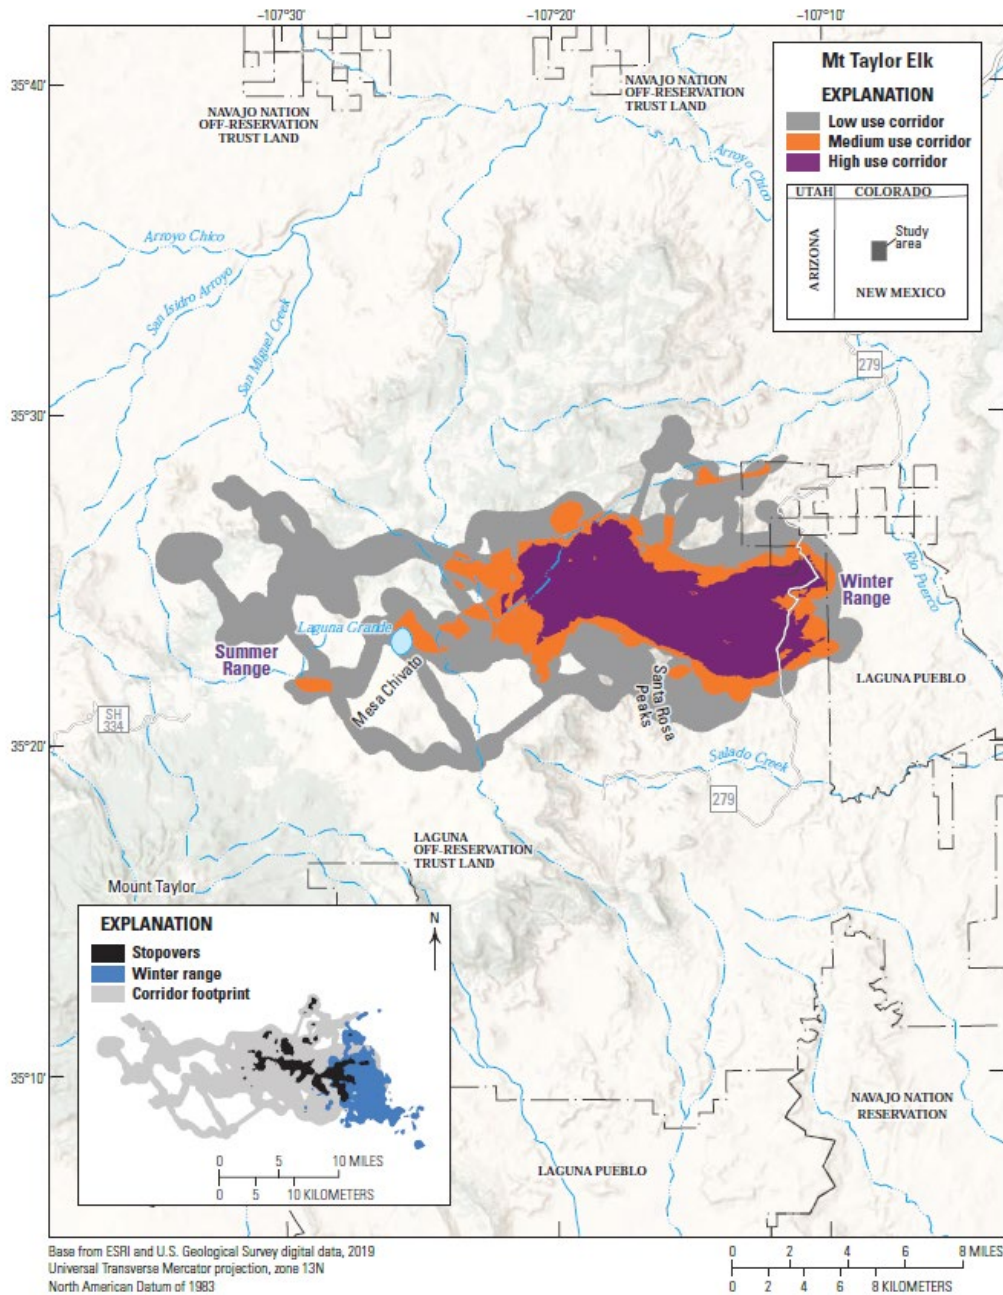 –107°30'
–107°20'
–107°10'
35°40'
35°30'
35°20'
35°10'
Mt Taylor Elk
EXPLANATION
Low use corridor
Medium use corridor
High use corridor
UTAH
COLORADO
ARIZONA
Study
area
NEW MEXICO
NAVAJO NATION
OFF-RESERVATION
TRUST LAND
NAVAJO NATION
OFF-RESERVATION
TRUST LAND
Arroyo Chico
Arroyo Chico
San Isidro Arroyo
San Miguel Creek
279
Rio Puerco
Winter
Range
Laguna Grande
Summer
Range
Mesa Chivato
Santa Rosa
Peaks
LAGUNA PUEBLO
SH
334
Salado Creek
279
LAGUNA
OFF-RESERVATION
TRUST LAND
Mount Taylor
EXPLANATION
Stopovers
Winter range
Corridor footprint
N
0 5 10 MILES
0 5 10 KILOMETERS
NAVAJO NATION
RESERVATION
LAGUNA PUEBLO
Base from ESRI and U.S. Geological Survey digital data, 2019
Universal Transverse Mercator projection, zone 13N
North American Datum of 1983
0 2 4 6 8 MILES
0 2 4 6 8 KILOMETERS